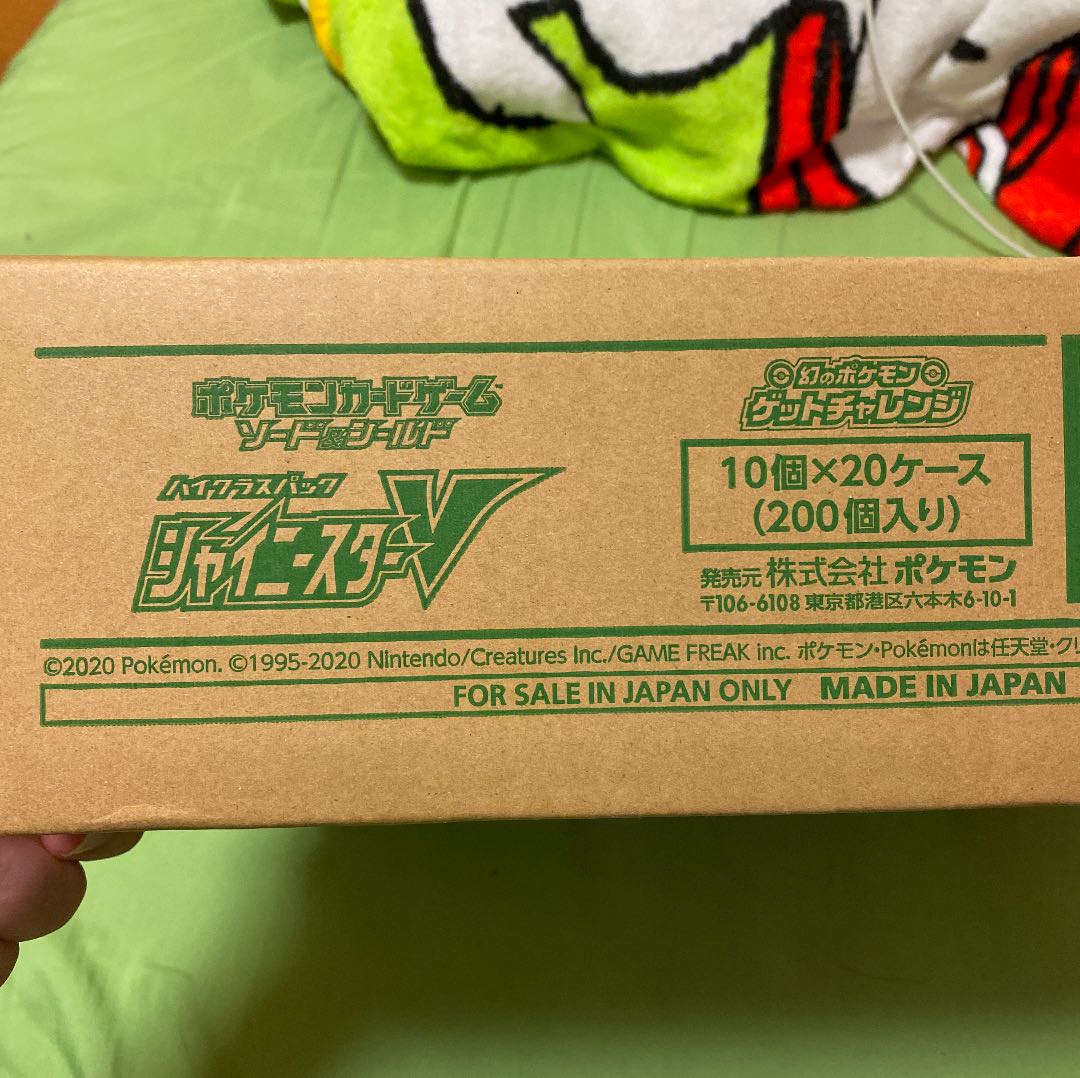 ポケモンカードゲーム
ソード&シールド
ハイクラスパック
シャイニースターV
幻のポケモン
ゲットチャレンジ
10個×20ケース
(200個入り)
発売元 株式会社 ポケモン
〒106-6108 東京都港区六本木6-10-1
©2020 Pokémon. ©1995-2020 Nintendo/Creatures Inc./GAME FREAK inc. ポケモン・Pokémonは任天堂・クリ
FOR SALE IN JAPAN ONLY MADE IN JAPAN